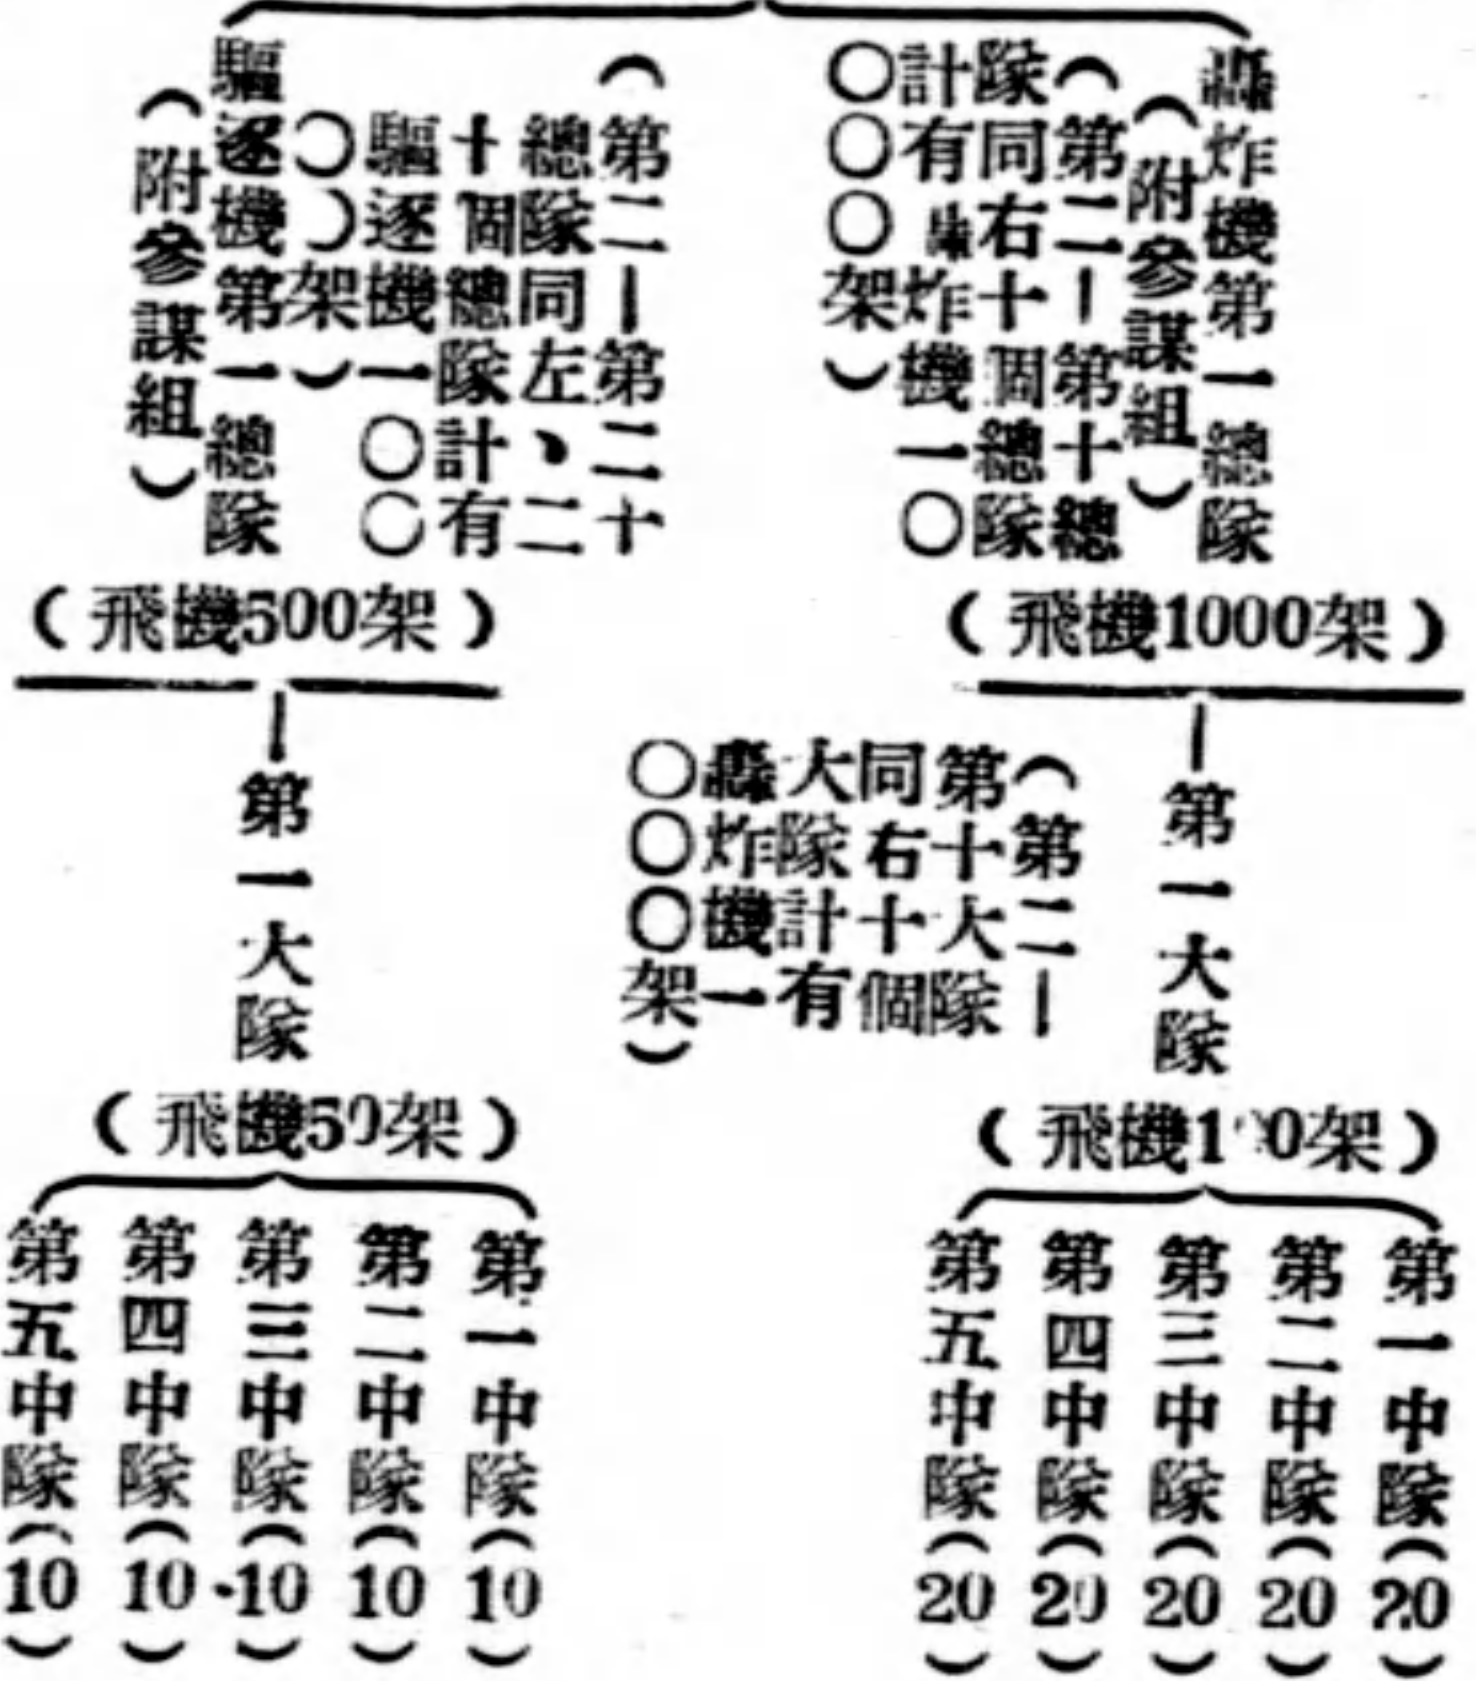 轟炸機第一總隊
（附參謀組）
（第二—第十總
隊同右十個總隊
計有轟炸機一〇
〇〇〇架）
（飛機1000架）
—第一大隊
（第二—
第十大隊
同右十個
大隊計有
轟炸機一
〇〇〇架）
（飛機100架）
第一中隊（20）
第二中隊（20）
第三中隊（20）
第四中隊（20）
第五中隊（20）
（第二—第二十
總隊同左、二二
十個總隊計有
驅逐機一〇〇
〇〇架）
驅逐機第一總隊
（附參謀組）
（飛機500架）
—第一大隊
（飛機50架）
第一中隊（10）
第二中隊（10）
第三中隊（10）
第四中隊（10）
第五中隊（10）